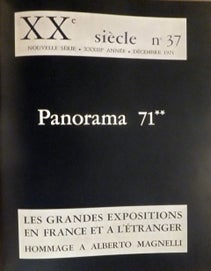 XXe siècle n° 37
NOUVELLE SÉRIE • XXXIIIe ANNÉE • DÉCEMBRE 1971
Panorama 71**
LES GRANDES EXPOSITIONS
EN FRANCE ET A L'ÉTRANGER
HOMMAGE A ALBERTO MAGNELLI